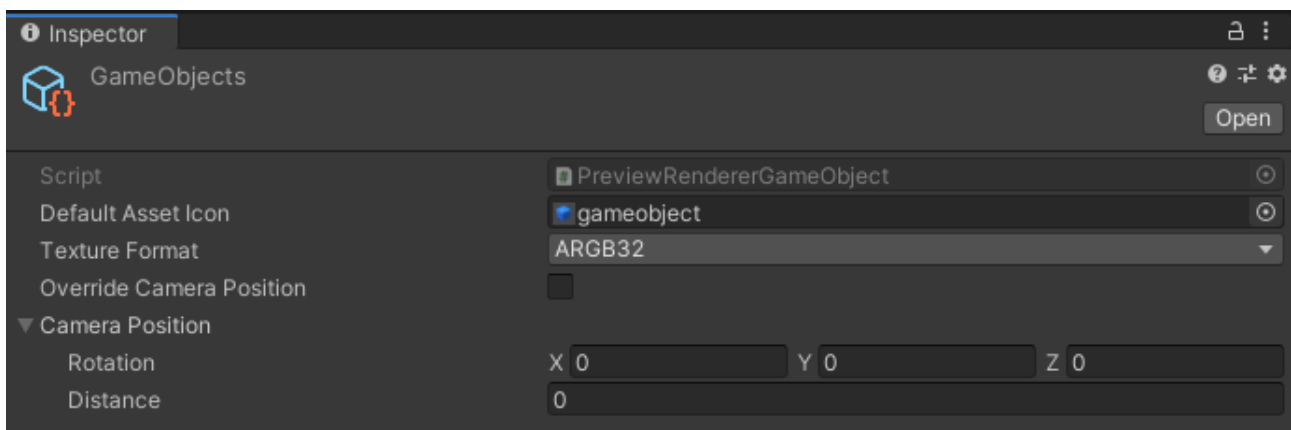 Inspector
GameObjects
Open
Script PreviewRendererGameObject
Default Asset Icon gameobject
Texture Format ARGB32
Override Camera Position
Camera Position
Rotation X 0 Y 0 Z 0
Distance 0